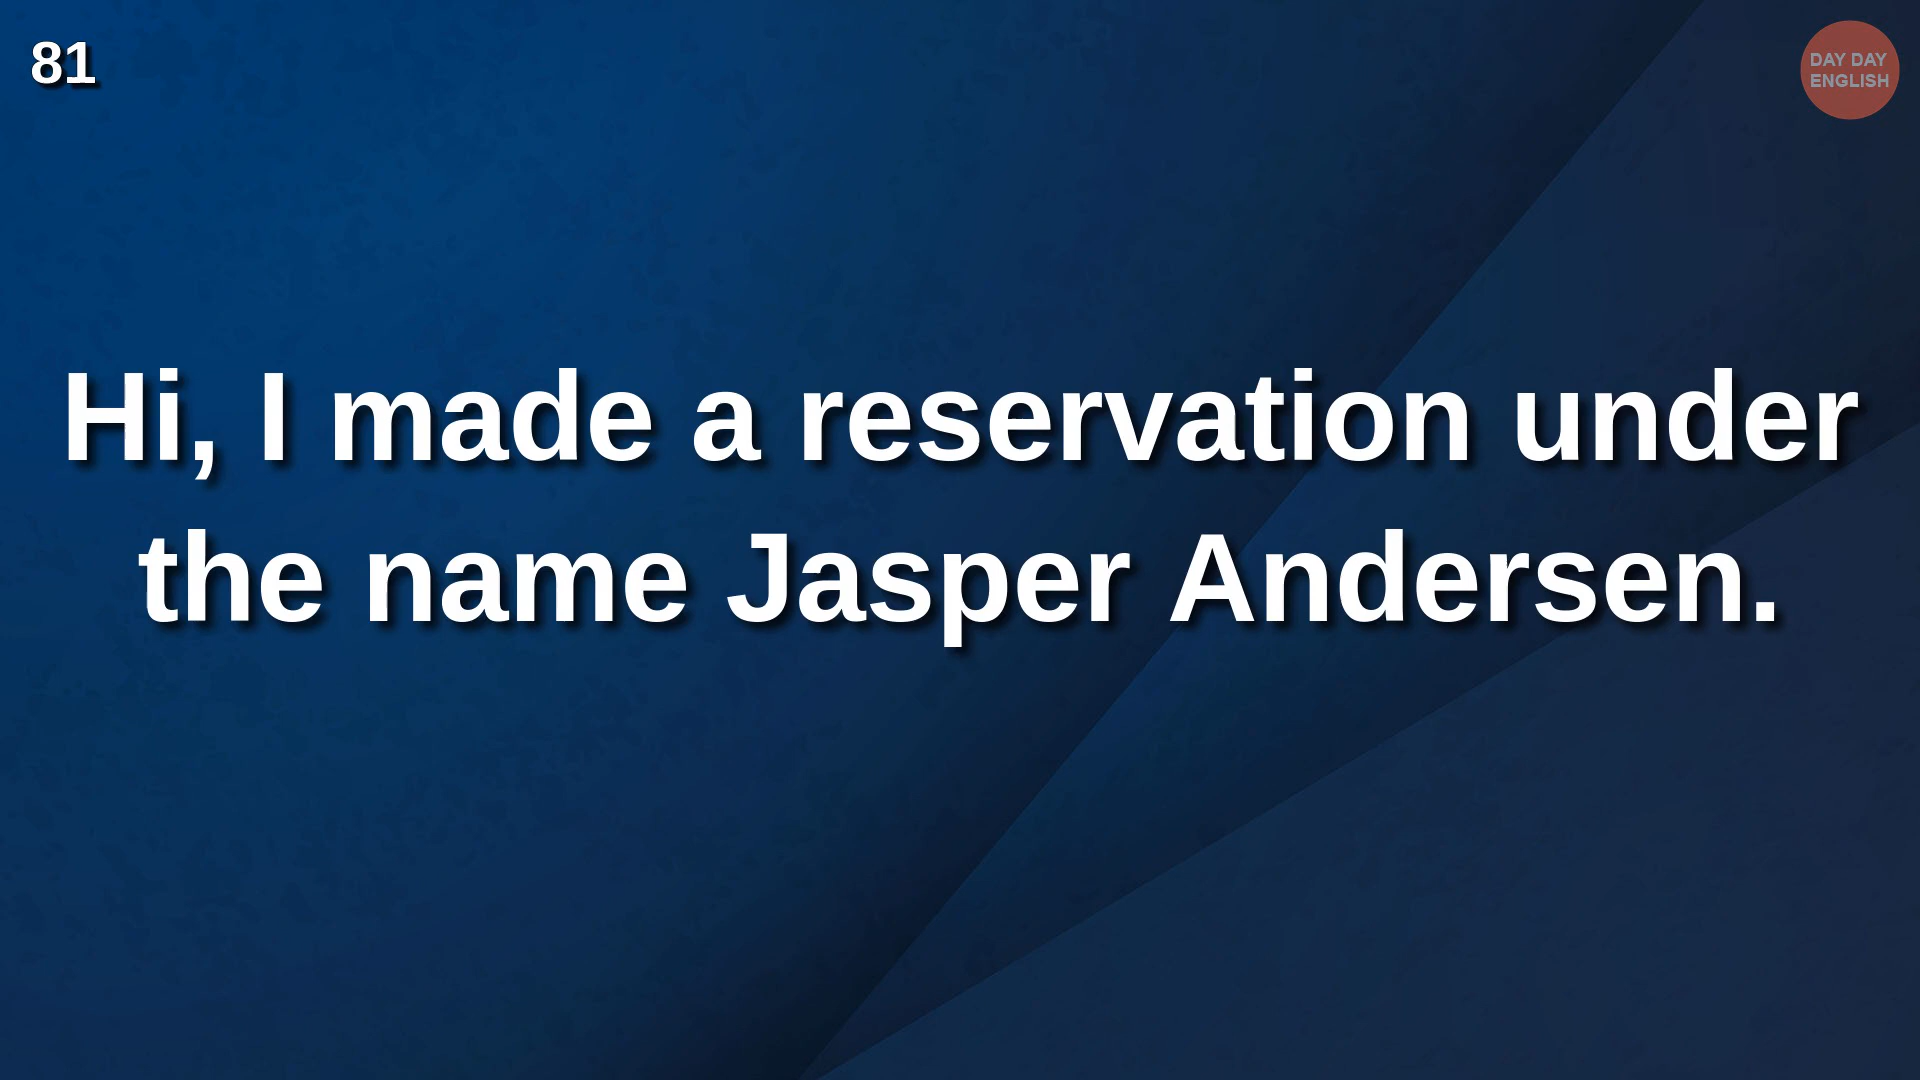 81
DAY DAY
ENGLISH
Hi, I made a reservation under
the name Jasper Andersen.